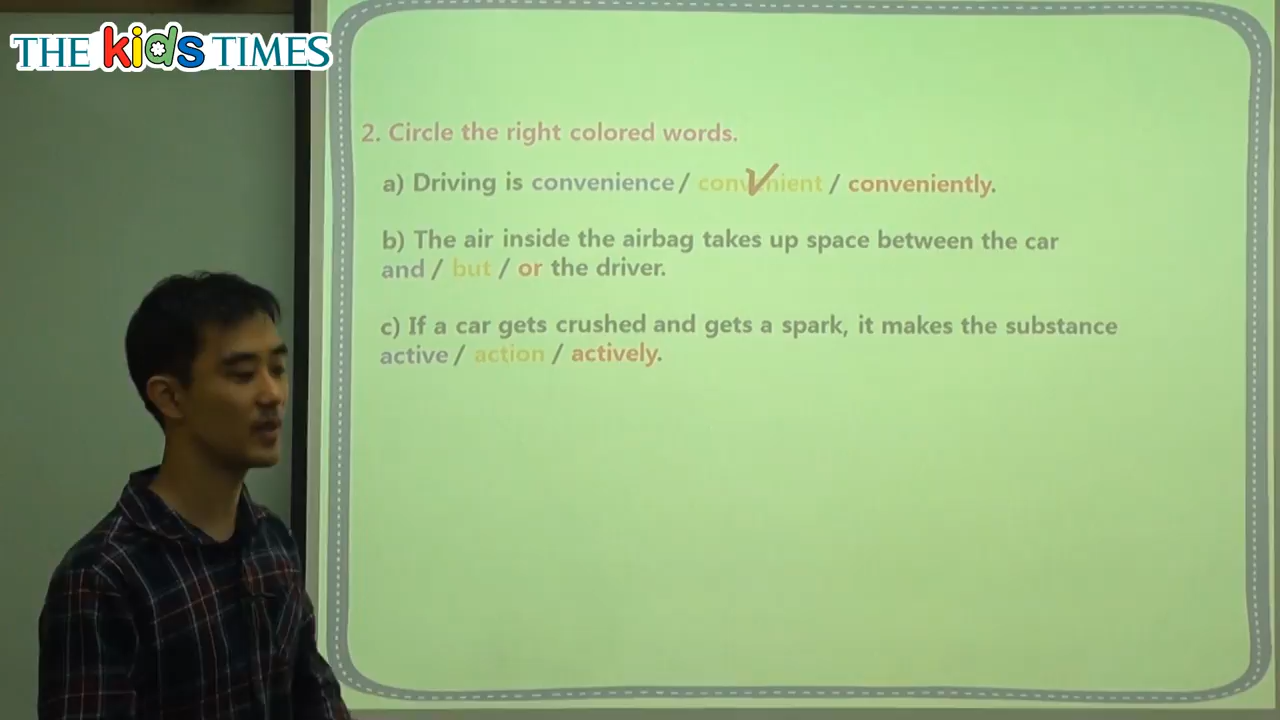 THE kids TIMES
2. Circle the right colored words.
a) Driving is convenience / convenient / conveniently.
b) The air inside the airbag takes up space between the car
and / but / or the driver.
c) If a car gets crushed and gets a spark, it makes the substance
active / action / actively.